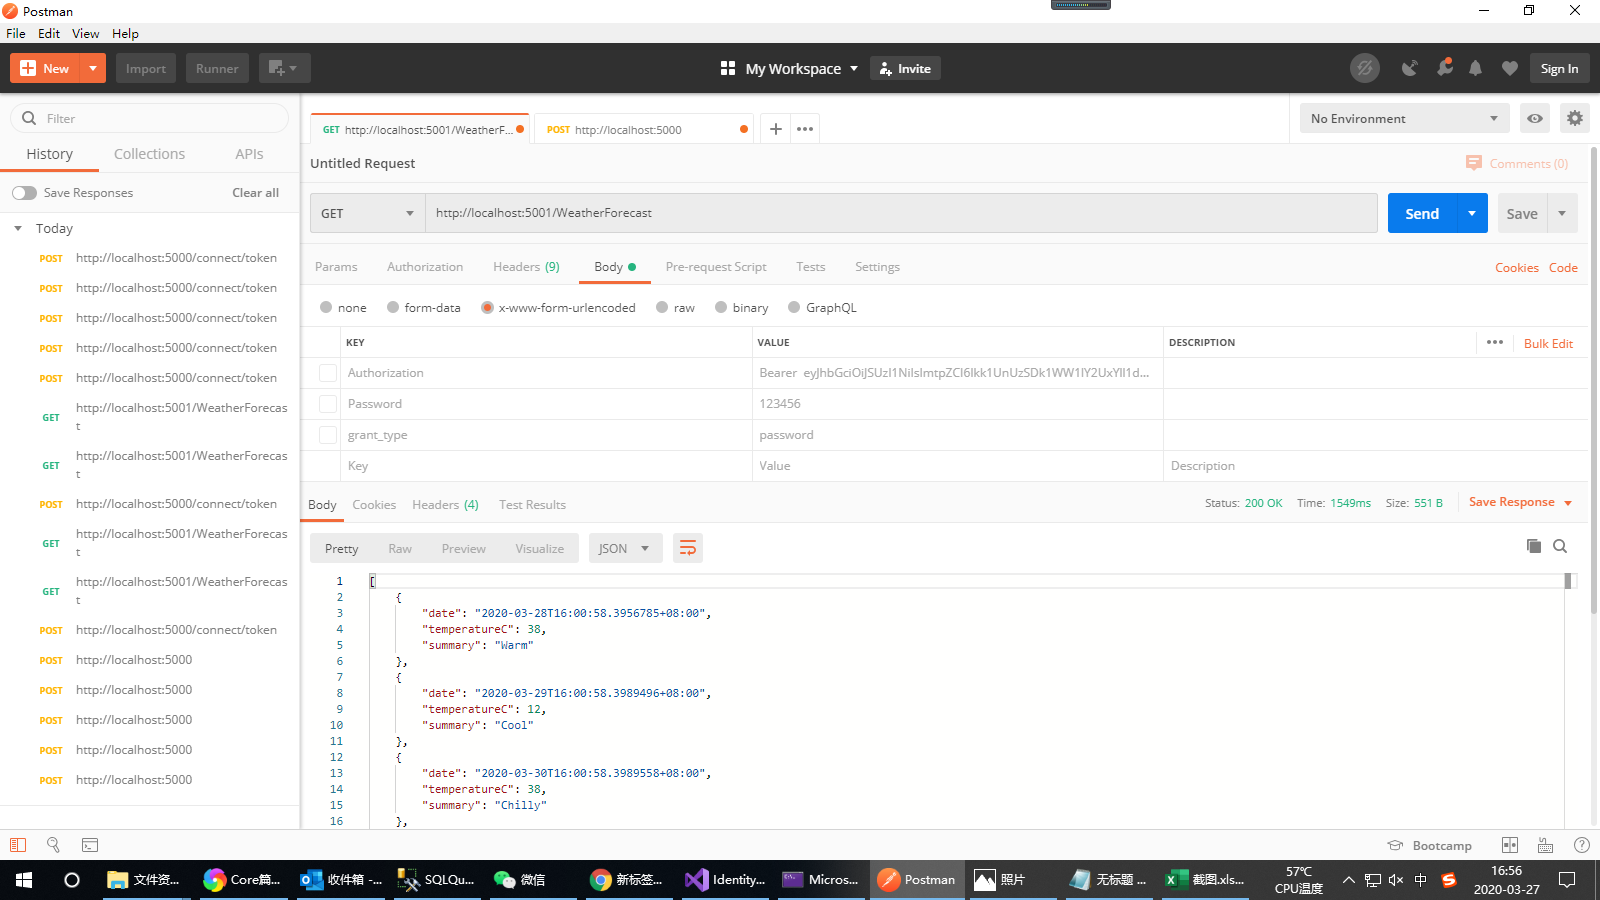 Postman
File Edit View Help
New Import Runner My Workspace Invite Sign In
Filter
History Collections APIs
Save Responses Clear all
Today
POST http://localhost:5000/connect/token
POST http://localhost:5000/connect/token
POST http://localhost:5000/connect/token
POST http://localhost:5000/connect/token
POST http://localhost:5000/connect/token
GET http://localhost:5001/WeatherForecas
t
GET http://localhost:5001/WeatherForecas
t
POST http://localhost:5000/connect/token
GET http://localhost:5001/WeatherForecas
t
GET http://localhost:5001/WeatherForecas
t
POST http://localhost:5000/connect/token
POST http://localhost:5000
POST http://localhost:5000
POST http://localhost:5000
POST http://localhost:5000
POST http://localhost:5000
GET http://localhost:5001/WeatherF... POST http://localhost:5000 No Environment
Untitled Request Comments (0)
GET http://localhost:5001/WeatherForecast Send Save
Params Authorization Headers (9) Body Pre-request Script Tests Settings Cookies Code
none form-data x-www-form-urlencoded raw binary GraphQL
KEY VALUE DESCRIPTION Bulk Edit
Authorization Bearer
Password 123456
grant_type password
Key Value Description
Body Cookies Headers (4) Test Results Status: 200 OK Time: 1549ms Size: 551 B Save Response
Pretty Raw Preview Visualize JSON
1 [
2 {
3 "date": "2020-03-28T16:00:58.3956785+08:00",
4 "temperatureC": 38,
5 "summary": "Warm"
6 },
7 {
8 "date": "2020-03-29T16:00:58.3989496+08:00",
9 "temperatureC": 12,
10 "summary": "Cool"
11 },
12 {
13 "date": "2020-03-30T16:00:58.3989558+08:00",
14 "temperatureC": 38,
15 "summary": "Chilly"
16 },
Bootcamp
文件资... Core篇... 收件箱 -... SQLQu... 微信 新标签... Identity... Micros... Postman 照片 无标题 ... 截图.xls... 57℃ CPU温度 中 16:56
2020-03-27